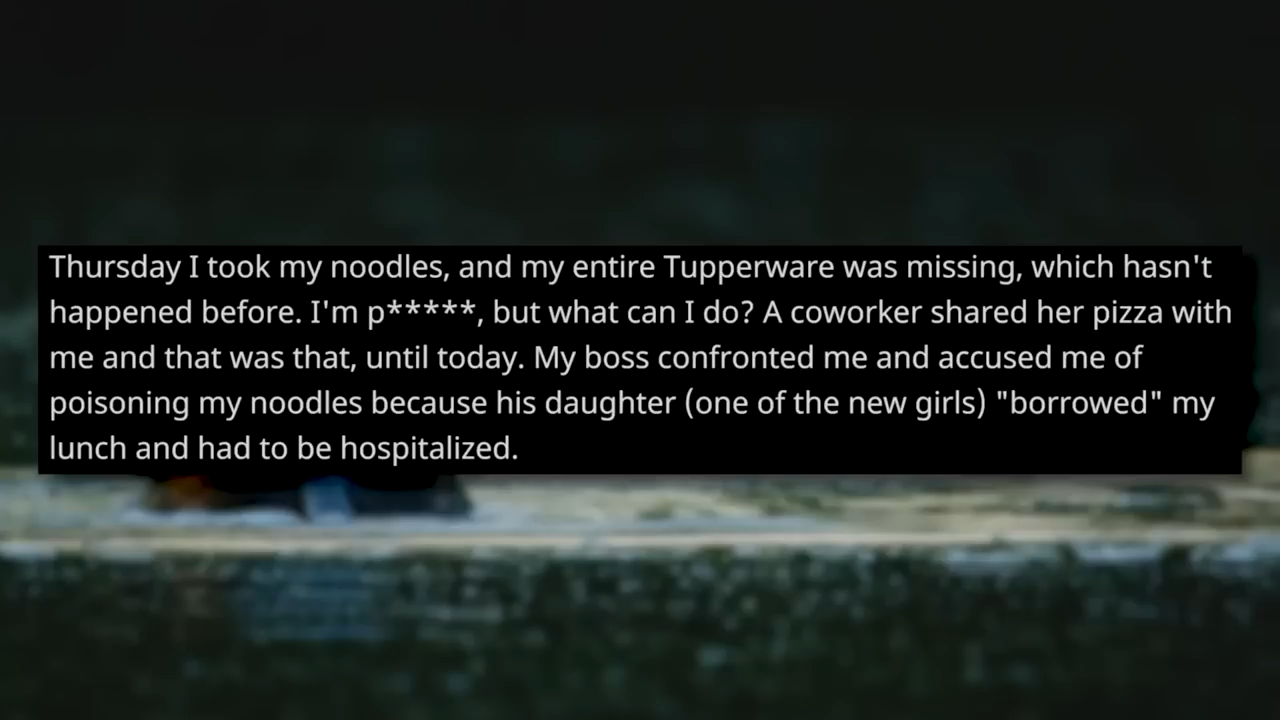 Thursday I took my noodles, and my entire Tupperware was missing, which hasn't
happened before. I'm p*****, but what can I do? A coworker shared her pizza with
me and that was that, until today. My boss confronted me and accused me of
poisoning my noodles because his daughter (one of the new girls) "borrowed" my
lunch and had to be hospitalized.